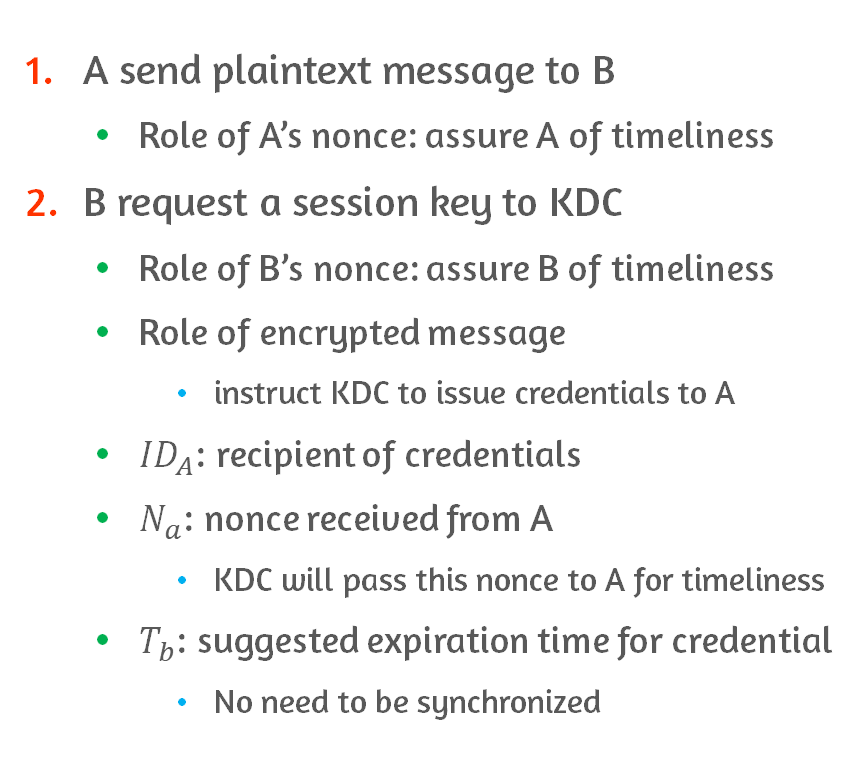 1. A send plaintext message to B
• Role of A's nonce: assure A of timeliness
2. B request a session key to KDC
• Role of B's nonce: assure B of timeliness
• Role of encrypted message
• instruct KDC to issue credentials to A
• ID_A: recipient of credentials
• N_a: nonce received from A
• KDC will pass this nonce to A for timeliness
• T_b: suggested expiration time for credential
• No need to be synchronized